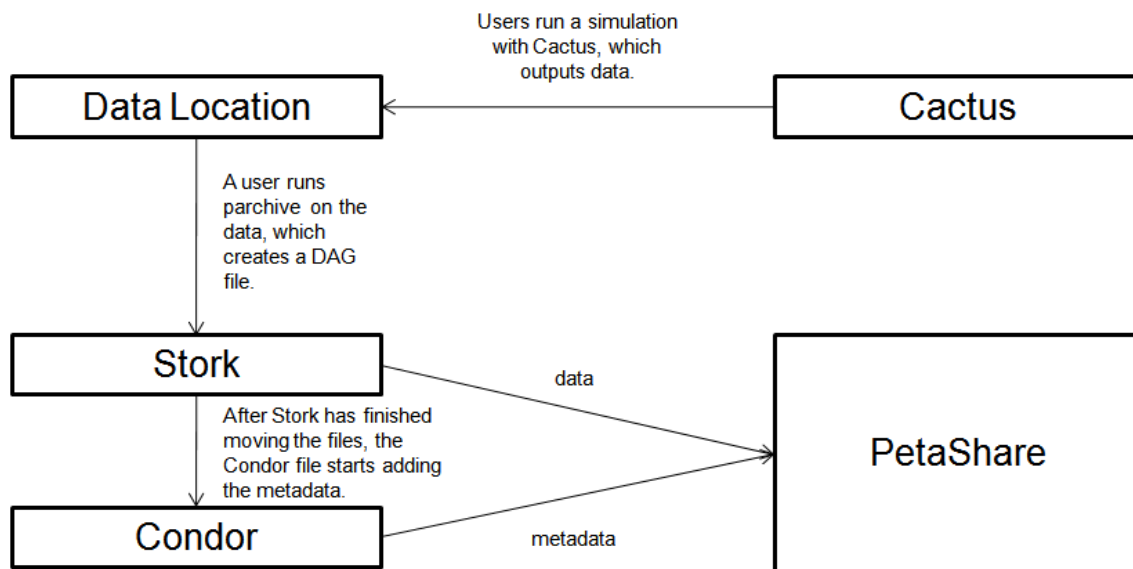 Users run a simulation
with Cactus, which
outputs data.
Data Location
Cactus
A user runs
parchive on the
data, which
creates a DAG
file.
Stork
data
After Stork has finished
moving the files, the
Condor file starts adding
the metadata.
PetaShare
Condor
metadata